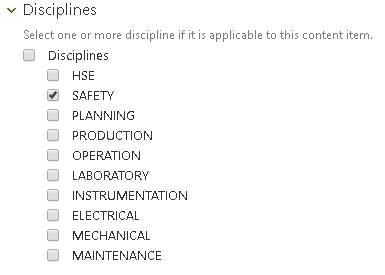 Disciplines
Select one or more discipline if it is applicable to this content item.
Disciplines
HSE
SAFETY
PLANNING
PRODUCTION
OPERATION
LABORATORY
INSTRUMENTATION
ELECTRICAL
MECHANICAL
MAINTENANCE